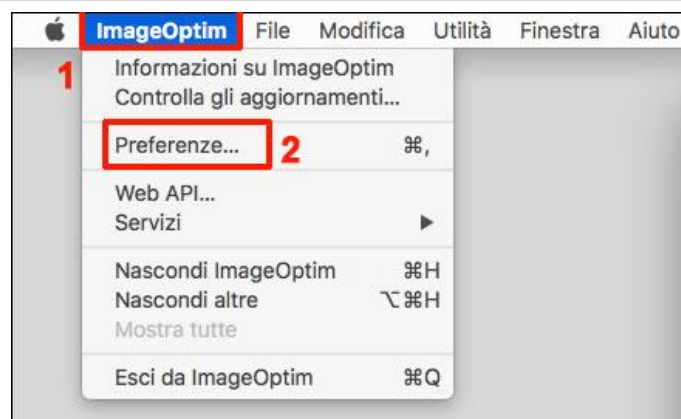 ImageOptim File Modifica Utilità Finestra Aiuto
1
Informazioni su ImageOptim
Controlla gli aggiornamenti...
Preferenze... 2 ⌘,
Web API...
Servizi ▶
Nascondi ImageOptim ⌘H
Nascondi altre ⌥⌘H
Mostra tutte
Esci da ImageOptim ⌘Q